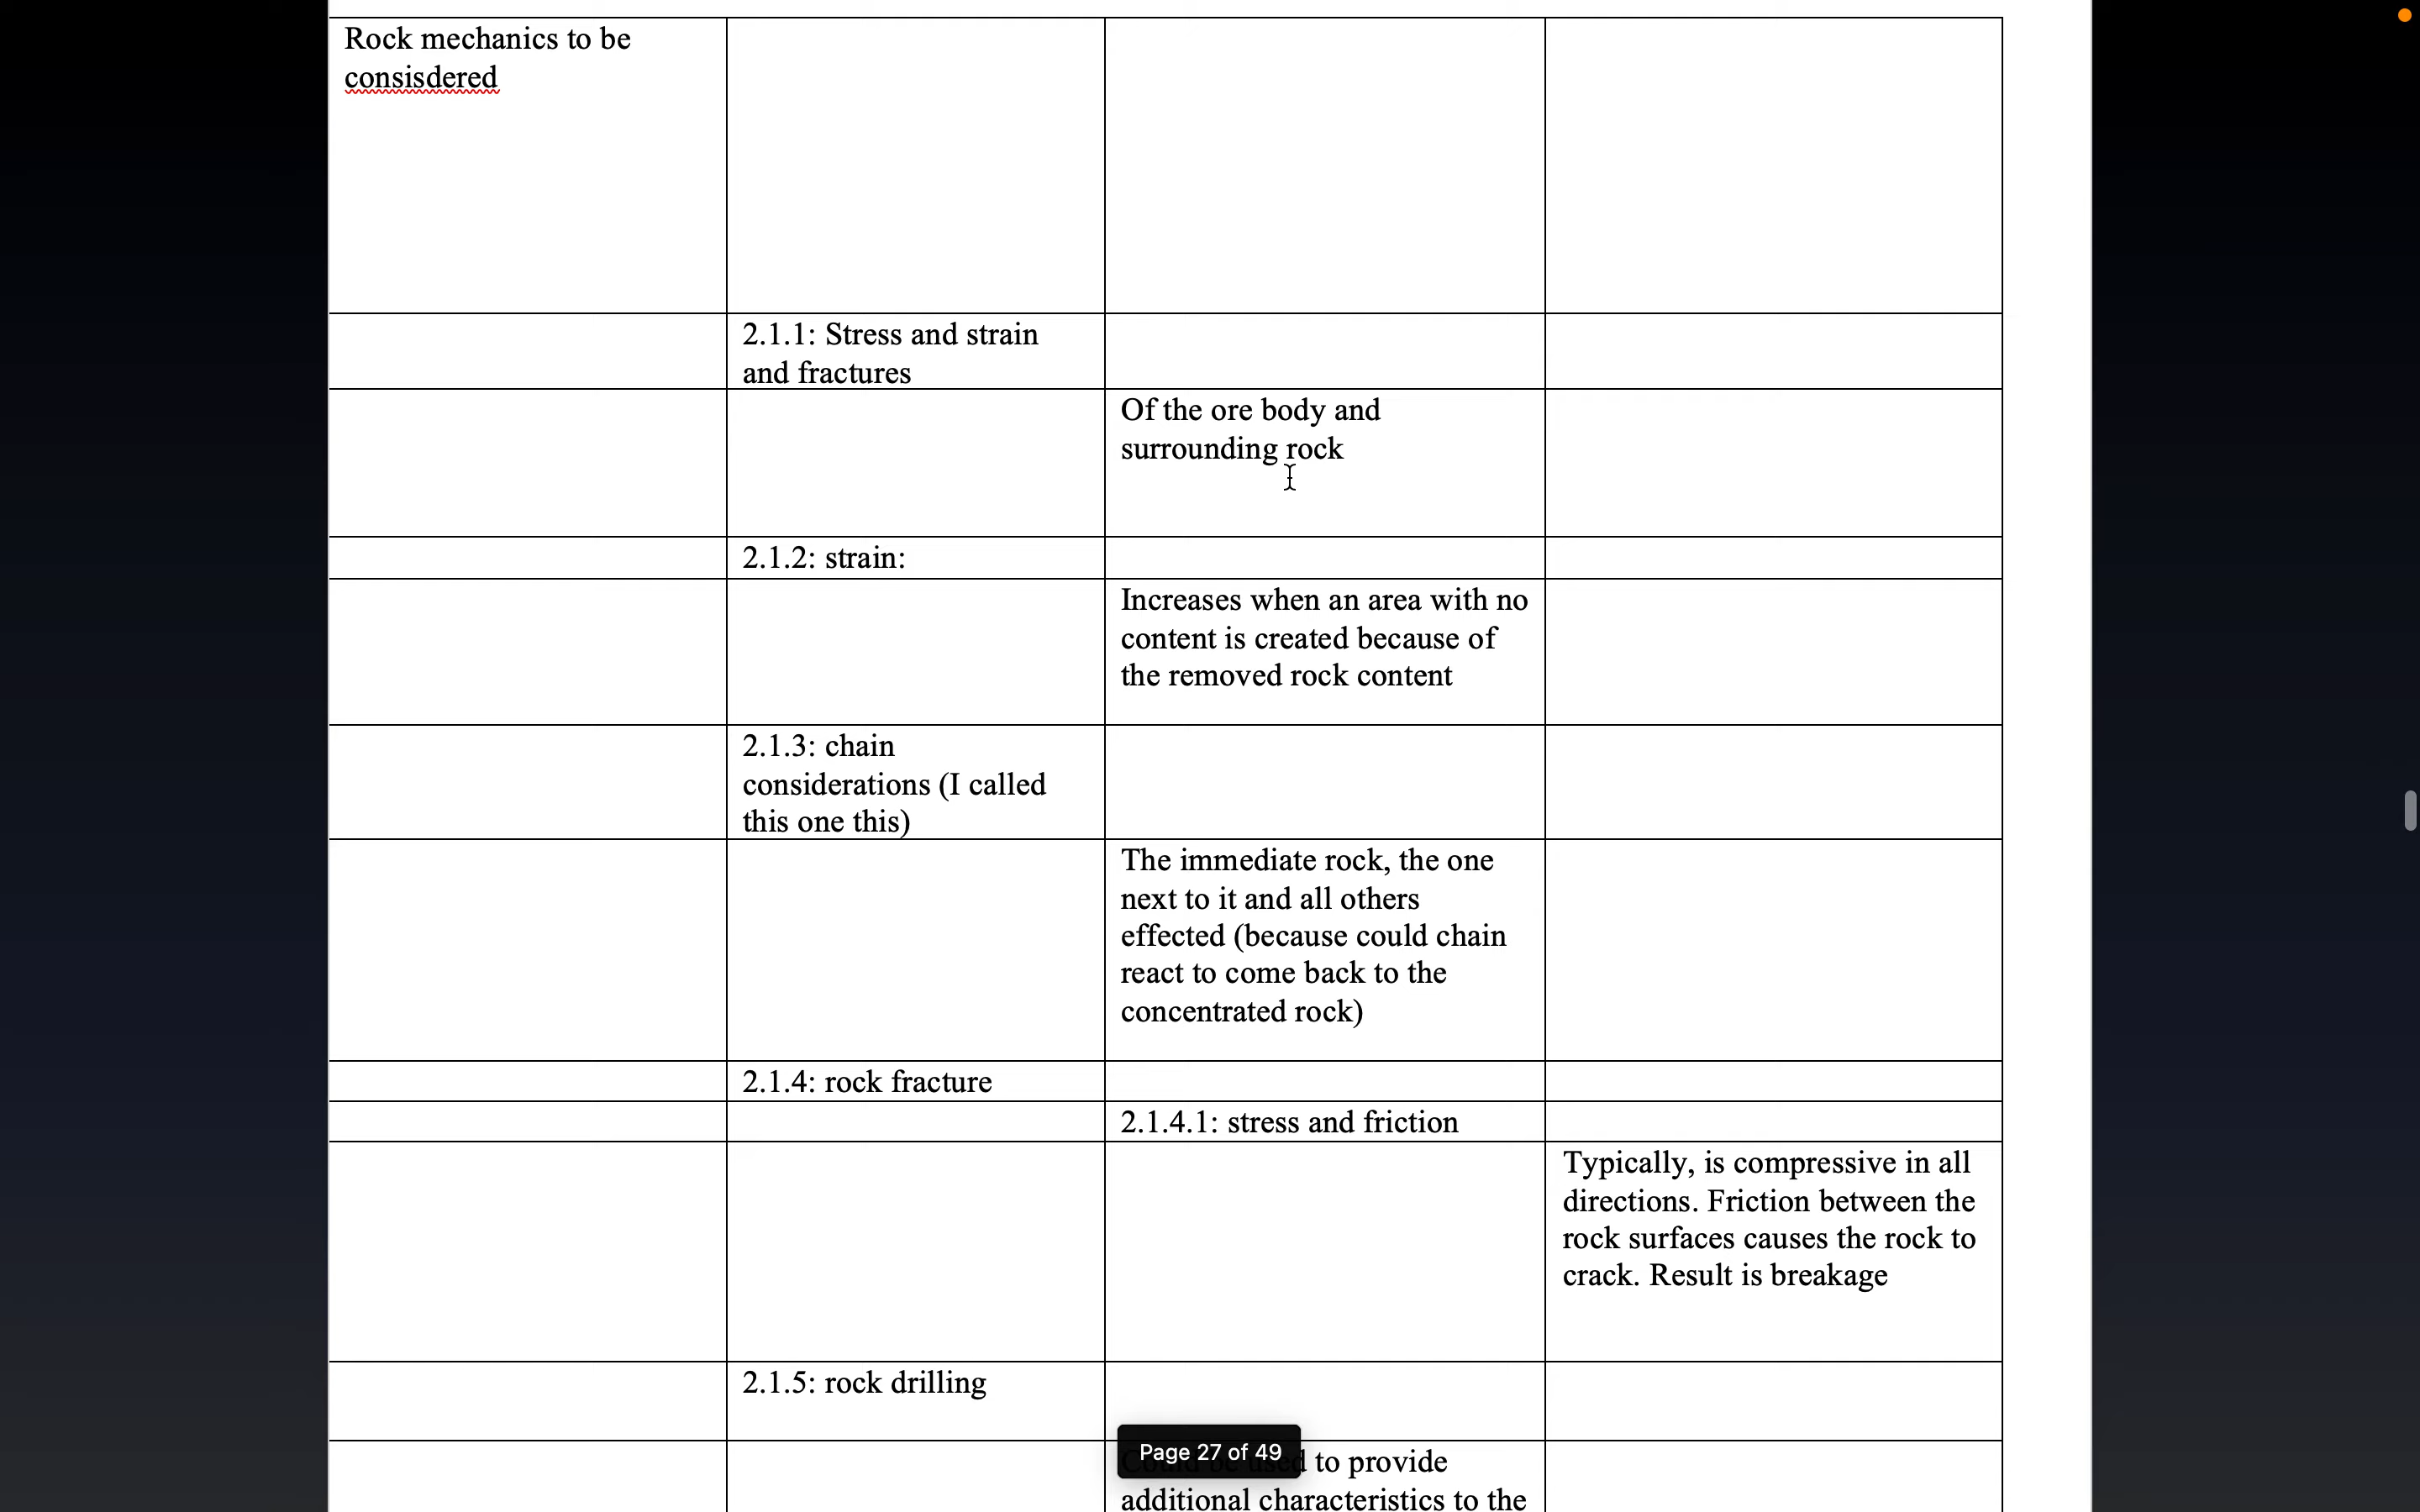 Rock mechanics to be
consisdered
2.1.1: Stress and strain
and fractures
Of the ore body and
surrounding rock
2.1.2: strain:
Increases when an area with no
content is created because of
the removed rock content
2.1.3: chain
considerations (I called
this one this)
The immediate rock, the one
next to it and all others
effected (because could chain
react to come back to the
concentrated rock)
2.1.4: rock fracture
2.1.4.1: stress and friction
Typically, is compressive in all
directions. Friction between the
rock surfaces causes the rock to
crack. Result is breakage
2.1.5: rock drilling
Page 27 of 49
to provide
additional characteristics to the